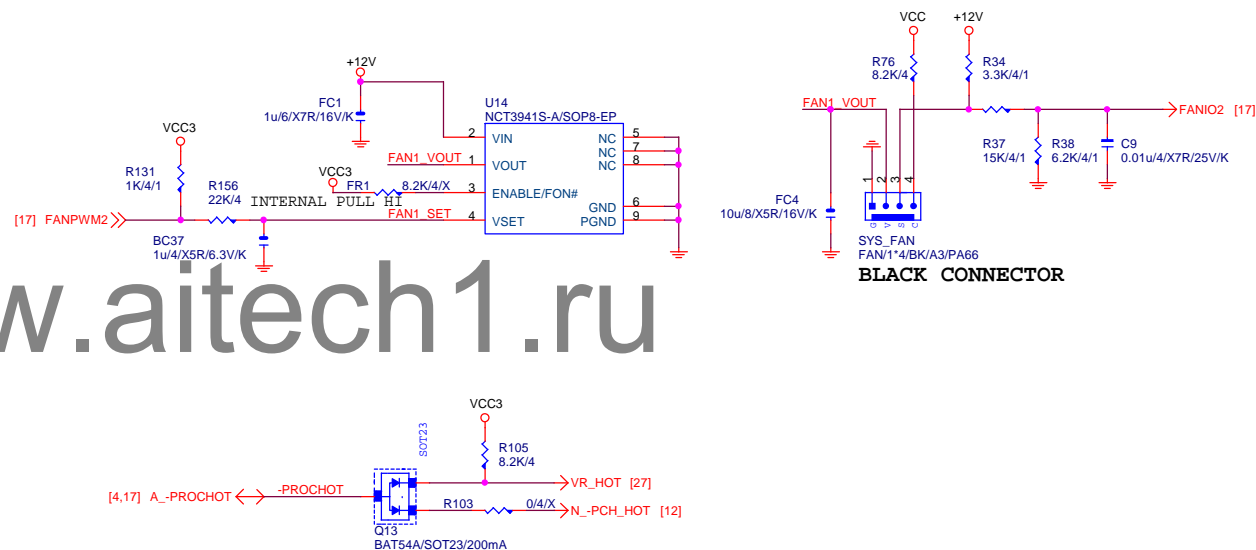 VCC +12V
R76
8.2K/4
R34
3.3K/4/1
+12V
FC1
1u/6/X7R/16V/K
U14
NCT3941S-A/SOP8-EP
FAN1_VOUT
FANIO2 [17]
VCC3
2 VIN NC 5
NC 7
FAN1_VOUT 1 VOUT NC 8
R37
15K/4/1
R38
6.2K/4/1
C9
0.01u/4/X7R/25V/K
R131
1K/4/1
R156
22K/4
VCC3
FR1 8.2K/4/X 3 ENABLE/FON#
INTERNAL PULL HI
GND 6
1 2 3 4
FC4
10u/8/X5R/16V/K
[17] FANPWM2
FAN1_SET 4 VSET PGND 9
G V S C
BC37
1u/4/X5R/6.3V/K
SYS_FAN
FAN/1*4/BK/A3/PA66
BLACK CONNECTOR
w.aitech1.ru
VCC3
SOT23
R105
8.2K/4
VR_HOT [27]
[4,17] A_-PROCHOT -PROCHOT
R103 0/4/X N_-PCH_HOT [12]
Q13
BAT54A/SOT23/200mA